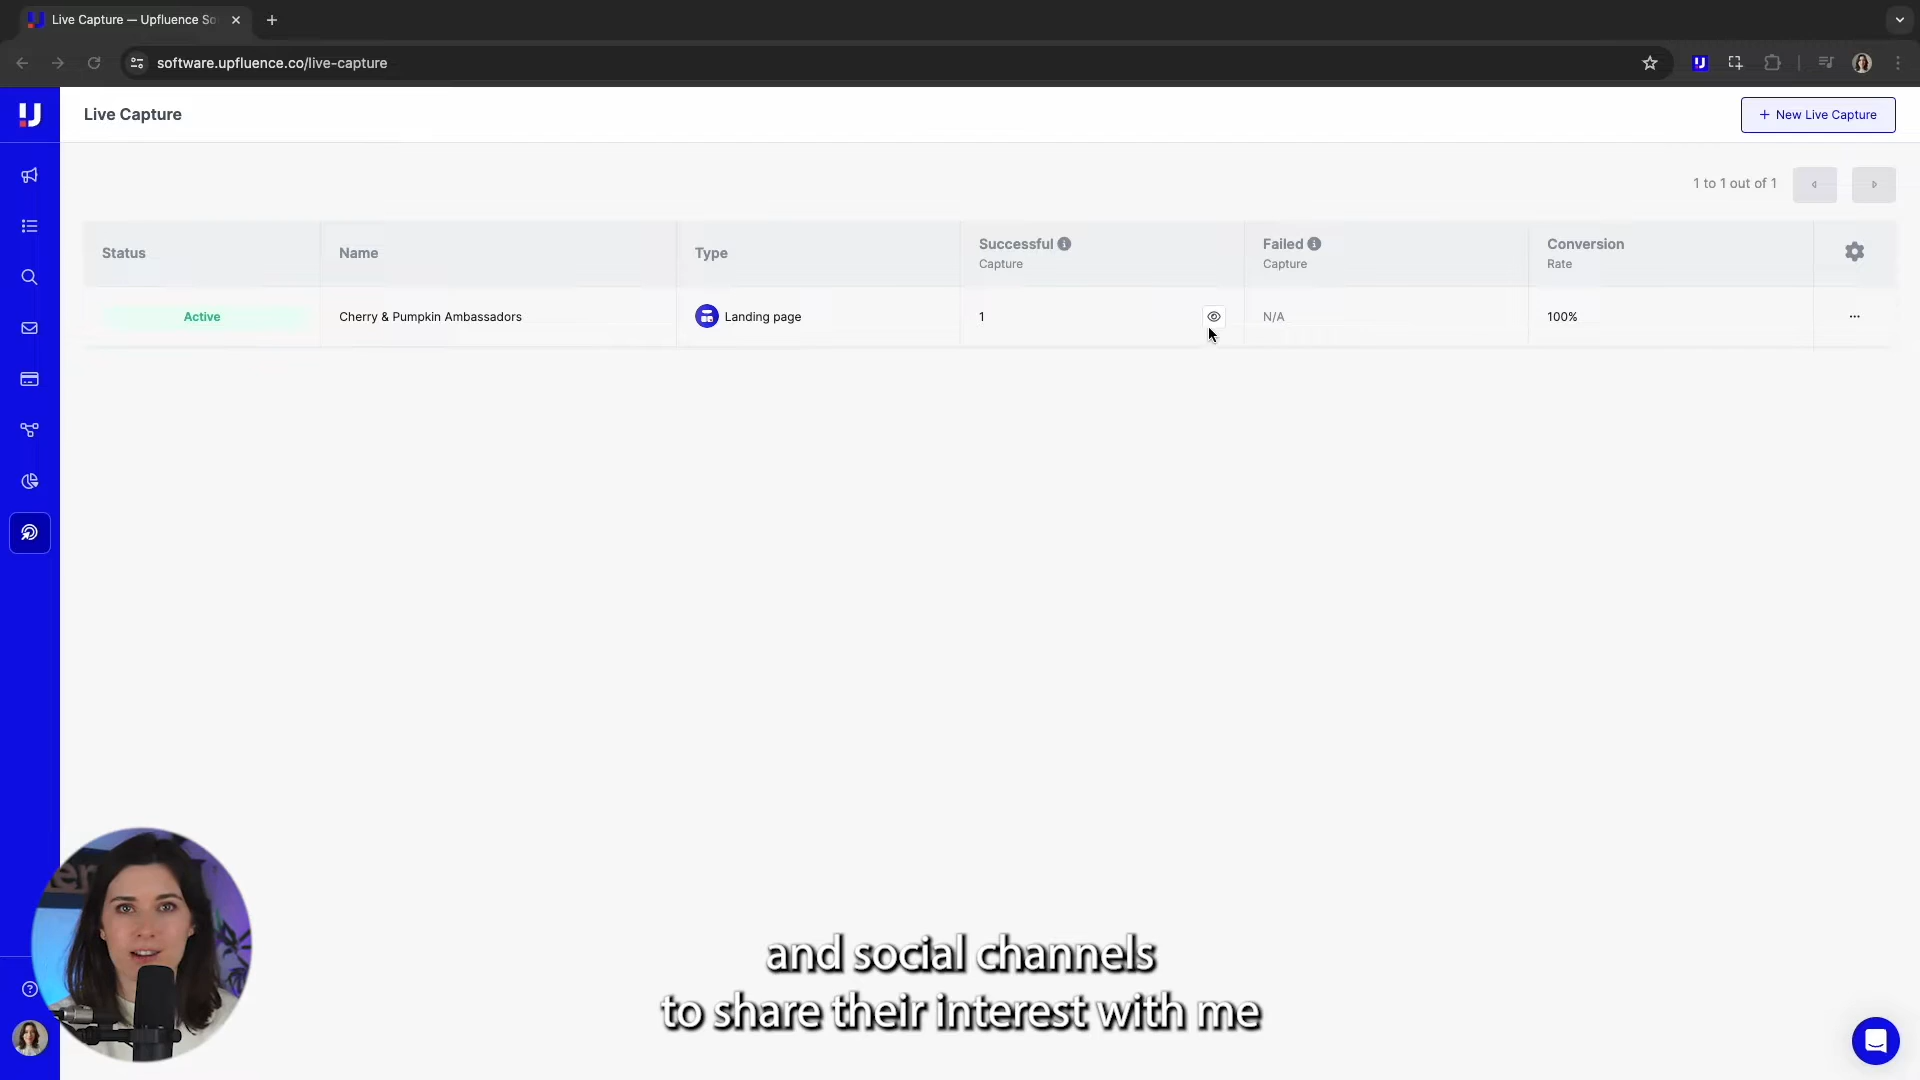 Live Capture — Upfluence So
software.upfluence.co/live-capture
Live Capture
+ New Live Capture
1 to 1 out of 1
Status
Name
Type
Successful
Capture
Failed
Capture
Conversion
Rate
Active
Cherry & Pumpkin Ambassadors
Landing page
1
N/A
100%
and social channels
to share their interest with me